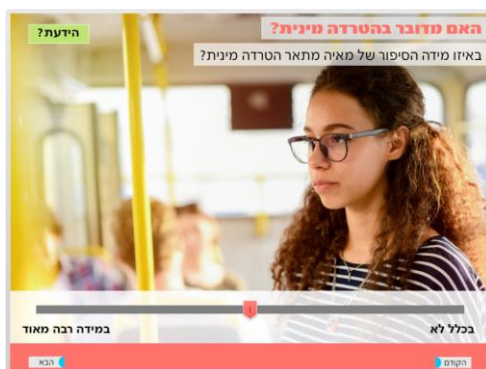 האם מדובר בהטרדה מינית?
הידעת?
באיזו מידה הסיפור של מאיה מתאר הטרדה מינית?
בכלל לא
במידה רבה מאוד
הקודם
הבא